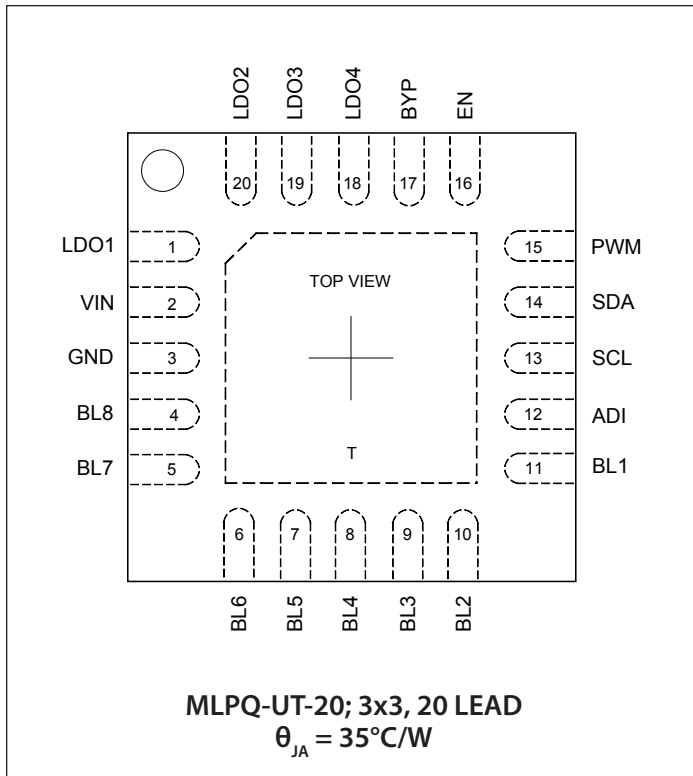 LDO2 LDO3 LDO4 BYP EN
20 19 18 17 16
LDO1 1 15 PWM
TOP VIEW
VIN 2 14 SDA
GND 3 13 SCL
BL8 4 12 ADI
T
BL7 5 11 BL1
6 7 8 9 10
BL6 BL5 BL4 BL3 BL2
MLPQ-UT-20; 3x3, 20 LEAD
θJA = 35°C/W